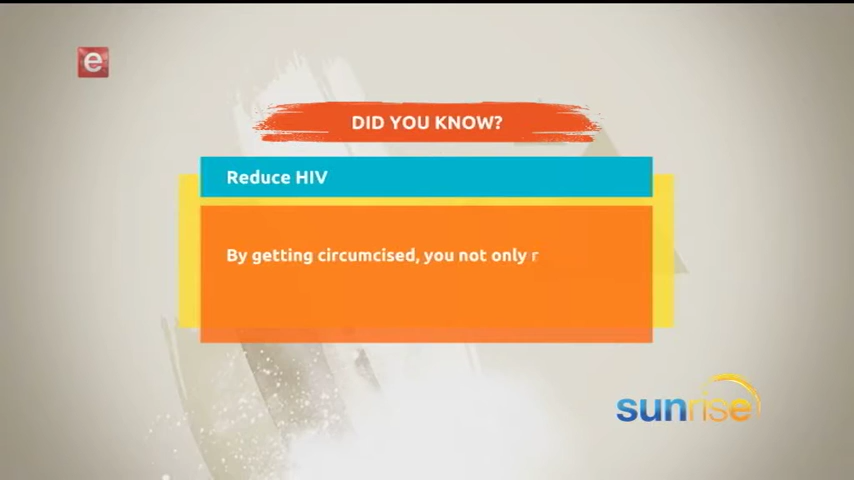 e
DID YOU KNOW?
Reduce HIV
By getting circumcised, you not only r
sunrise